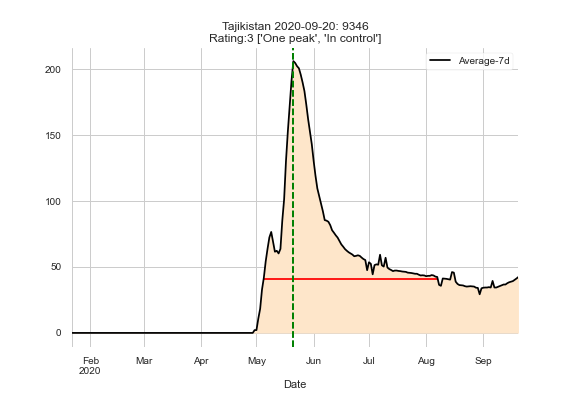 Tajikistan 2020-09-20: 9346
Rating:3 ['One peak', 'In control']
Average-7d
200
150
100
50
0
Feb
2020
Mar
Apr
May
Jun
Jul
Aug
Sep
Date